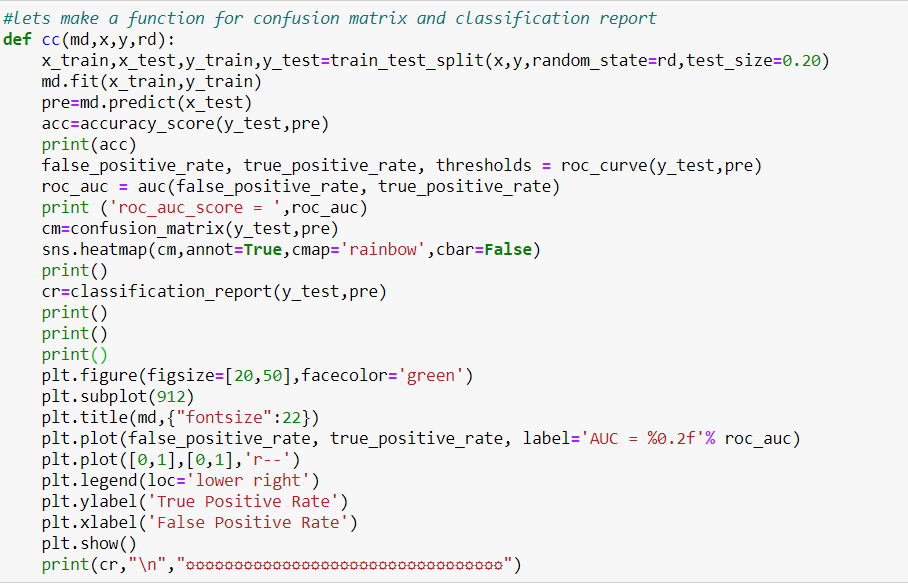 #lets make a function for confusion matrix and classification report
def cc(md,x,y,rd):
    x_train,x_test,y_train,y_test=train_test_split(x,y,random_state=rd,test_size=0.20)
    md.fit(x_train,y_train)
    pre=md.predict(x_test)
    acc=accuracy_score(y_test,pre)
    print(acc)
    false_positive_rate, true_positive_rate, thresholds = roc_curve(y_test,pre)
    roc_auc = auc(false_positive_rate, true_positive_rate)
    print ('roc_auc_score = ',roc_auc)
    cm=confusion_matrix(y_test,pre)
    sns.heatmap(cm,annot=True,cmap='rainbow',cbar=False)
    print()
    cr=classification_report(y_test,pre)
    print()
    print()
    print()
    plt.figure(figsize=[20,50],facecolor='green')
    plt.subplot(912)
    plt.title(md,{"fontsize":22})
    plt.plot(false_positive_rate, true_positive_rate, label='AUC = %0.2f'% roc_auc)
    plt.plot([0,1],[0,1],'r--')
    plt.legend(loc='lower right')
    plt.ylabel('True Positive Rate')
    plt.xlabel('False Positive Rate')
    plt.show()
    print(cr,"\n","¤¤¤¤¤¤¤¤¤¤¤¤¤¤¤¤¤¤¤¤¤¤¤¤¤¤¤¤¤¤¤¤¤")